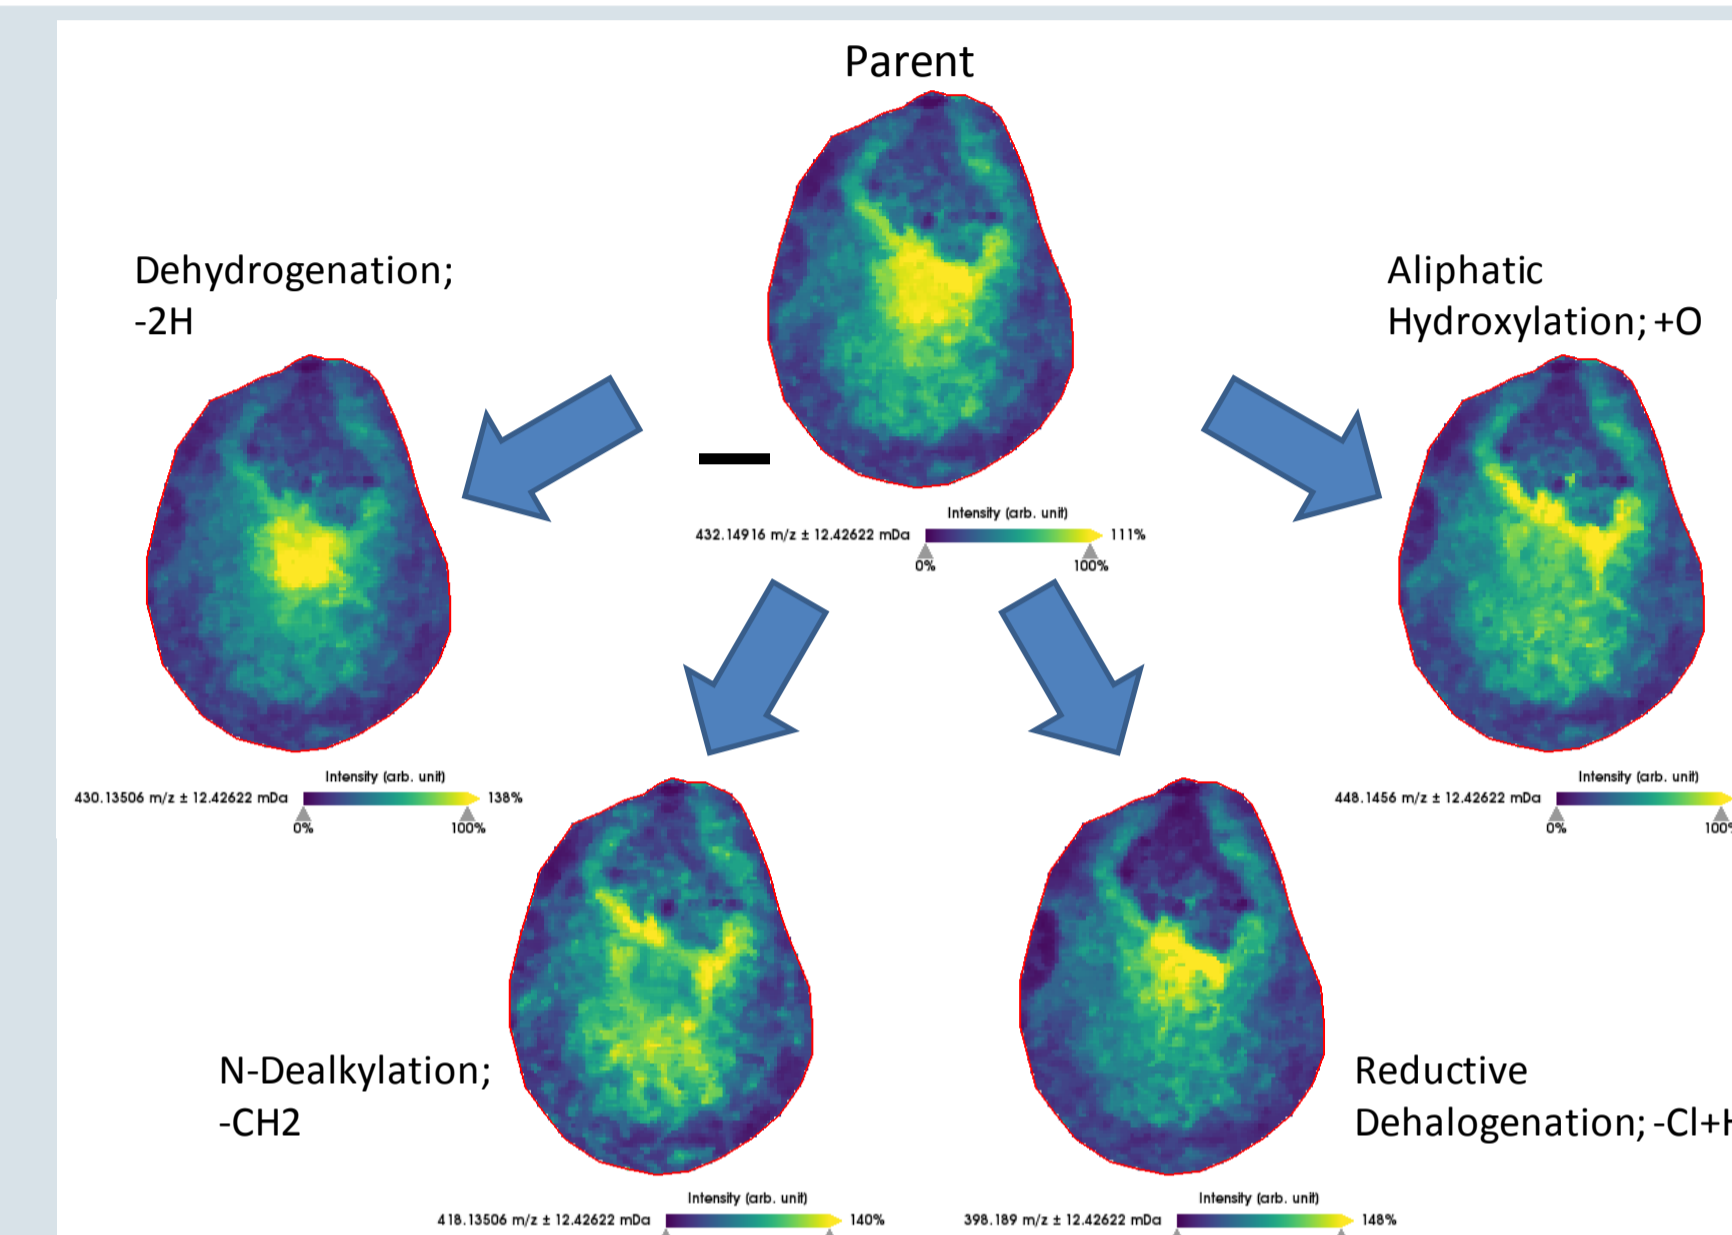 Parent
Dehydrogenation;
-2H
Aliphatic
Hydroxylation; +O
Intensity (arb. unit)
432.14916 m/z ± 12.42622 mDa
111%
0%
100%
Intensity (arb. unit)
430.13506 m/z ± 12.42622 mDa
138%
0%
100%
Intensity (arb. unit)
448.1456 m/z ± 12.42622 mDa
0%
100%
N-Dealkylation;
-CH2
Reductive
Dehalogenation; -Cl+H
Intensity (arb. unit)
418.13506 m/z ± 12.42622 mDa
140%
Intensity (arb. unit)
398.189 m/z ± 12.42622 mDa
148%